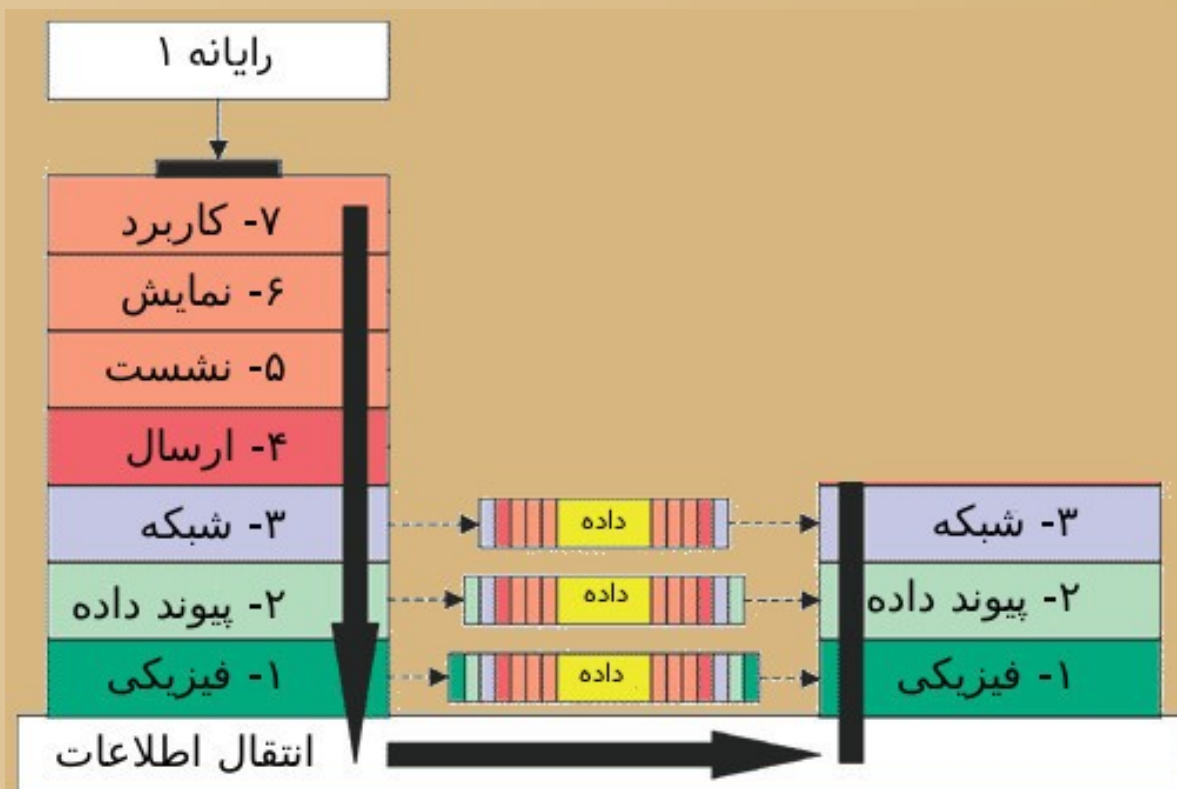 رایانه ۱
۷- کاربرد
۶- نمایش
۵- نشست
۴- ارسال
۳- شبکه
داده
۳- شبکه
۲- پیوند داده
داده
۲- پیوند داده
۱- فیزیکی
داده
۱- فیزیکی
انتقال اطلاعات